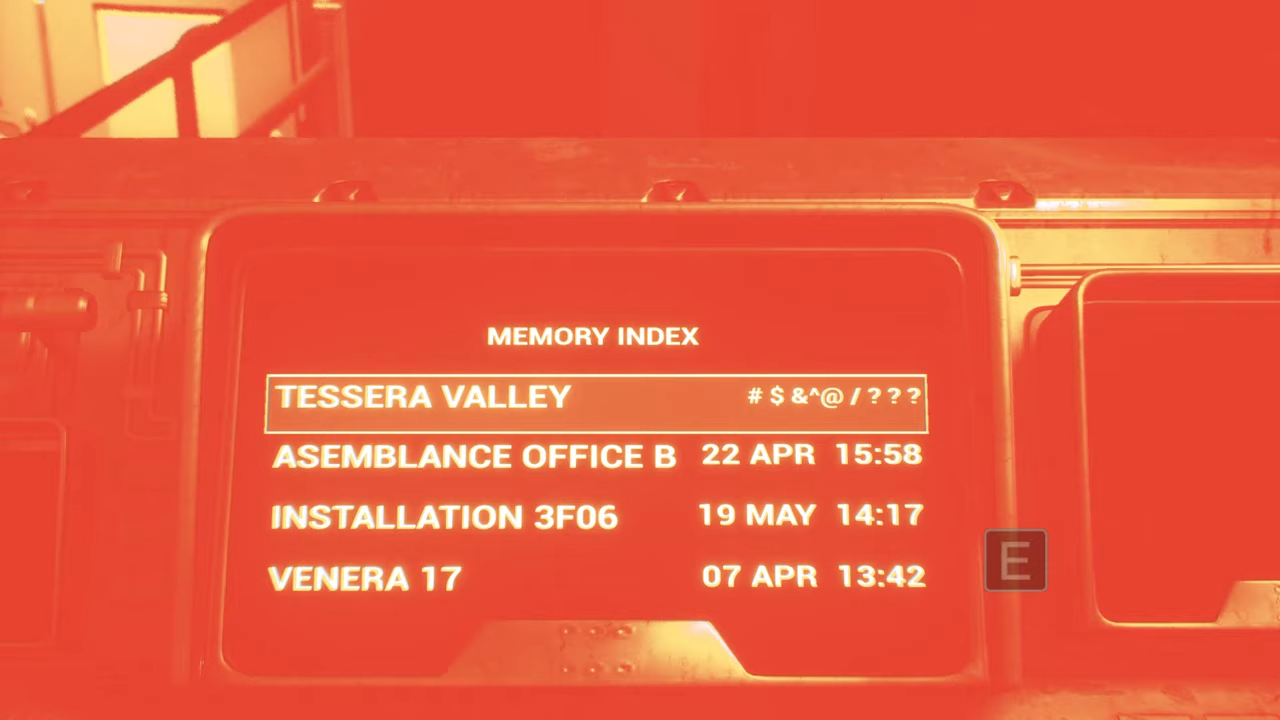 MEMORY INDEX
TESSERA VALLEY #$&^@/???
ASEMBLANCE OFFICE B 22 APR 15:58
INSTALLATION 3F06 19 MAY 14:17
VENERA 17 07 APR 13:42
E